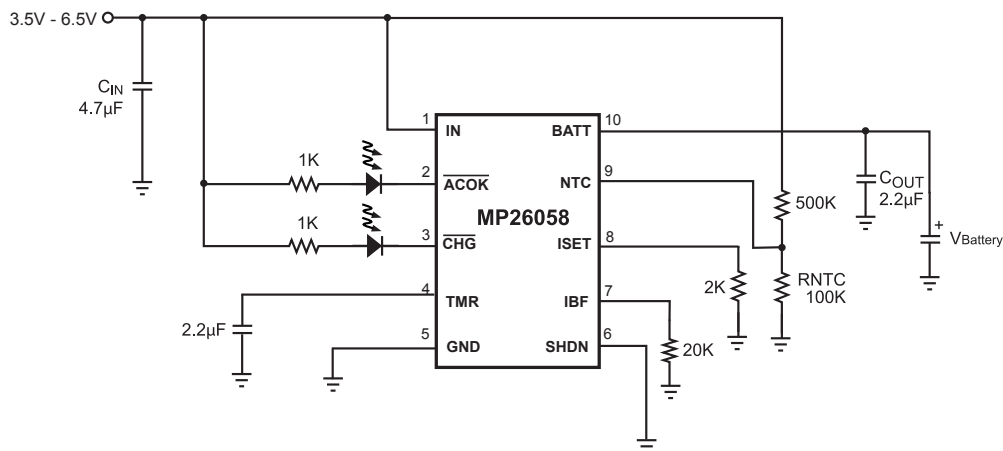 3.5V - 6.5V
CIN
4.7µF
1K
1K
2.2µF
1
2
3
4
5
IN
ACOK
CHG
TMR
GND
MP26058
BATT
NTC
ISET
IBF
SHDN
10
9
8
7
6
COUT
2.2µF
500K
+
VBattery
2K
RNTC
100K
20K